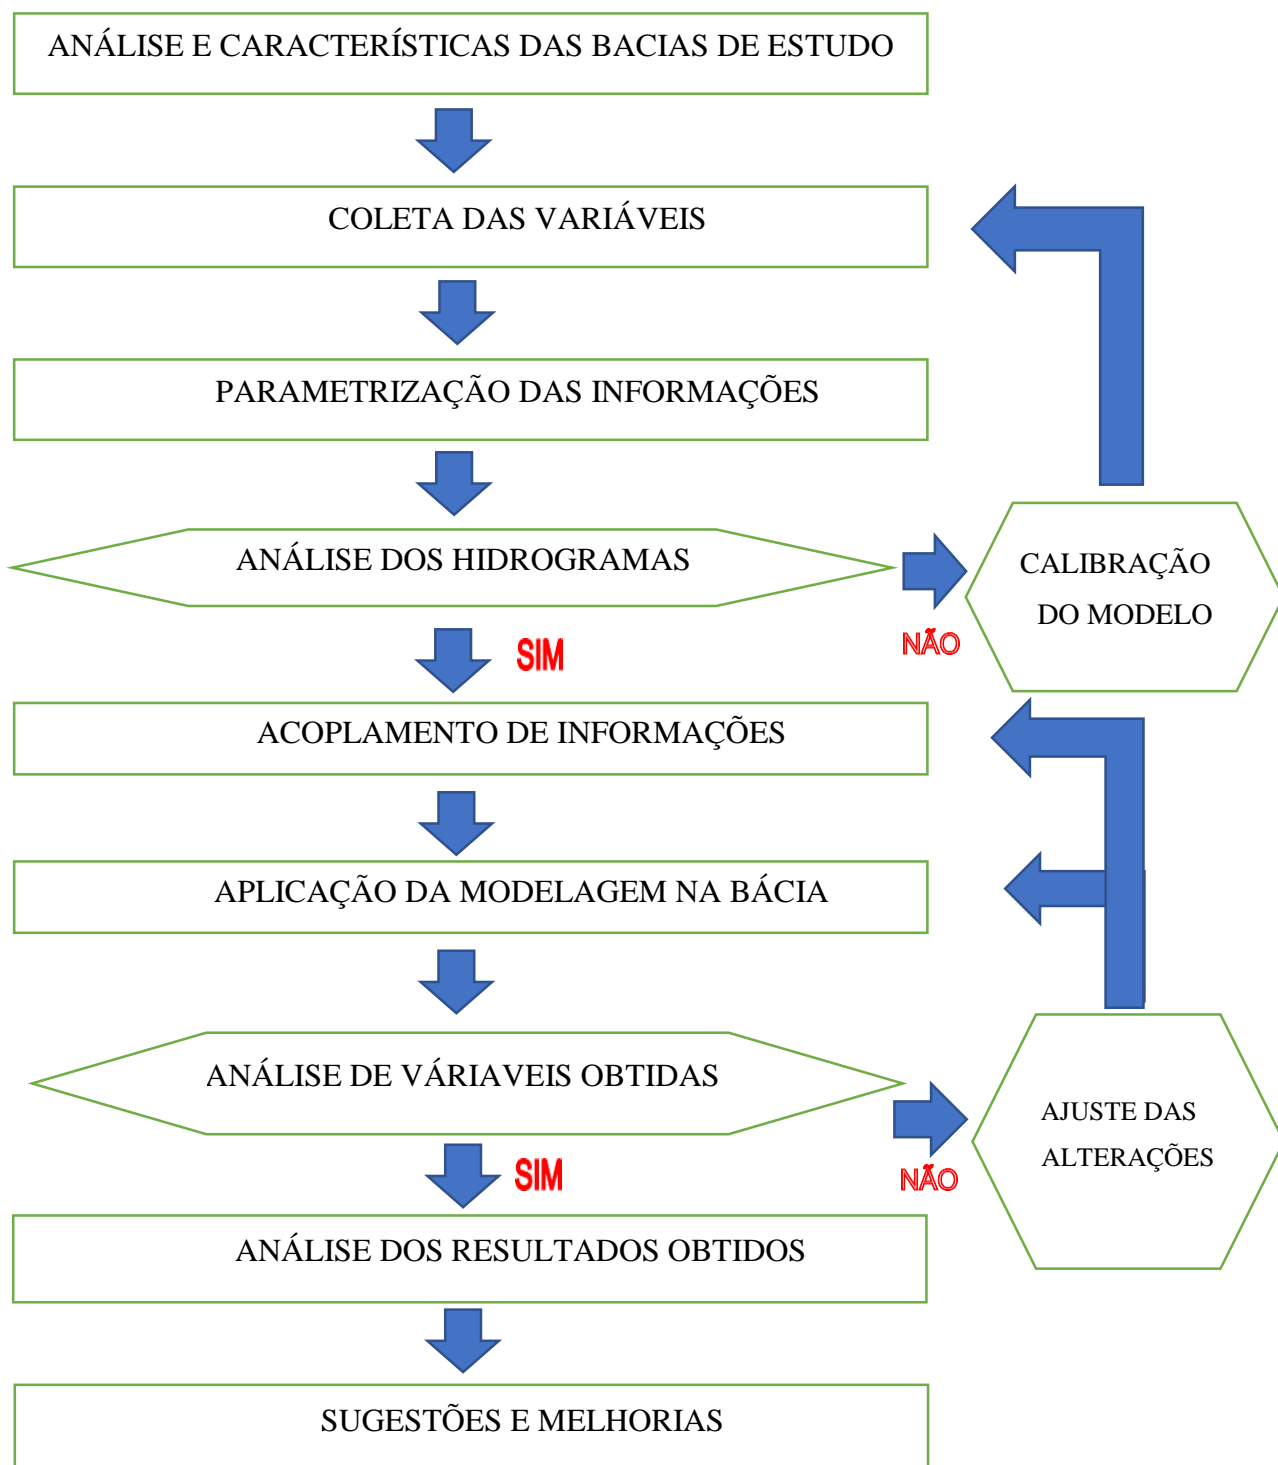 ANÁLISE E CARACTERÍSTICAS DAS BACIAS DE ESTUDO
COLETA DAS VARIÁVEIS
PARAMETRIZAÇÃO DAS INFORMAÇÕES
ANÁLISE DOS HIDROGRAMAS
NÃO
CALIBRAÇÃO
DO MODELO
SIM
ACOPLAMENTO DE INFORMAÇÕES
APLICAÇÃO DA MODELAGEM NA BÁCIA
ANÁLISE DE VÁRIAVEIS OBTIDAS
NÃO
AJUSTE DAS
ALTERAÇÕES
SIM
ANÁLISE DOS RESULTADOS OBTIDOS
SUGESTÕES E MELHORIAS